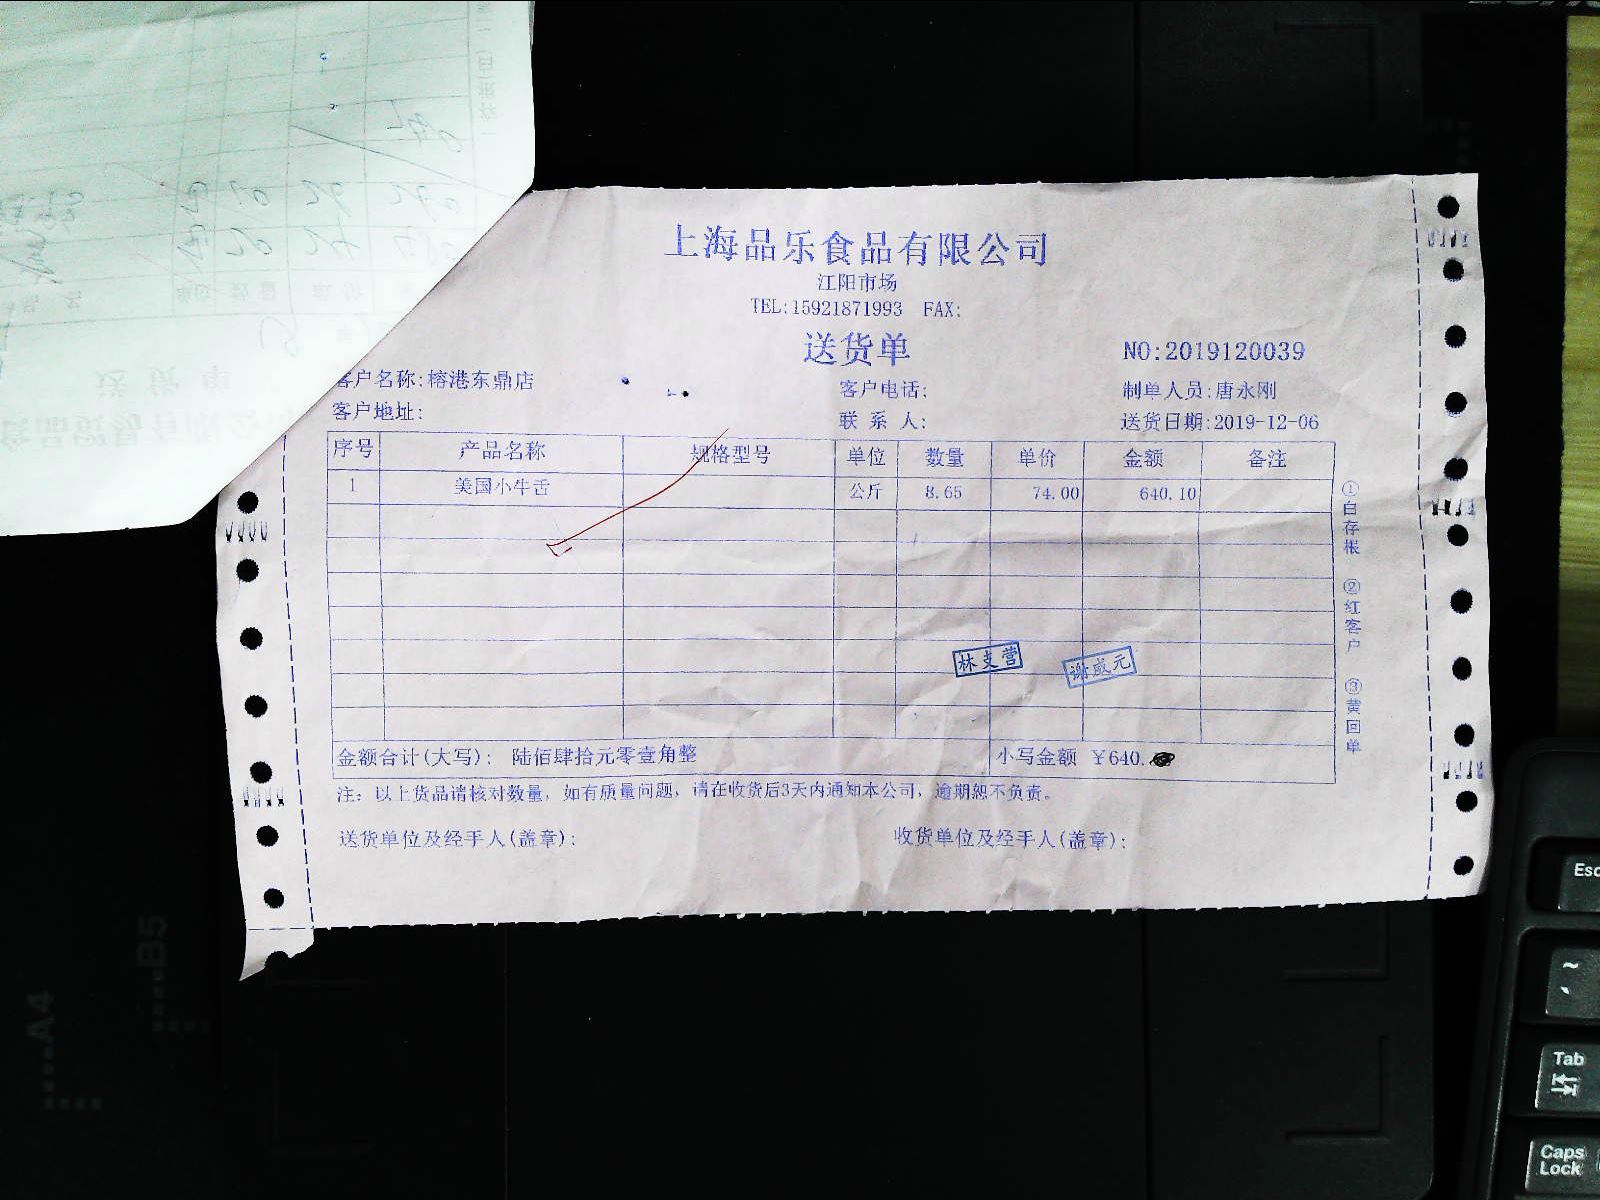 上海品乐食品有限公司
江阳市场
TEL:15921871993 FAX:
送货单
NO:2019120039
客户名称:榕港东鼎店 客户电话: 制单人员:唐永刚
客户地址: 联系人: 送货日期:2019-12-06
序号 产品名称 规格型号 单位 数量 单价 金额 备注
1 美国小牛舌 公斤 8.65 74.00 640.10
林支营 谢咸元
金额合计(大写): 陆佰肆拾元零壹角整 小写金额 ¥640.
注: 以上货品请核对数量, 如有质量问题, 请在收货后3天内通知本公司, 逾期恕不负责。
送货单位及经手人(盖章): 收货单位及经手人(盖章):
①白存根 ②红客户 ③黄回单
A4
B5
Esc
~
Tab
Caps Lock